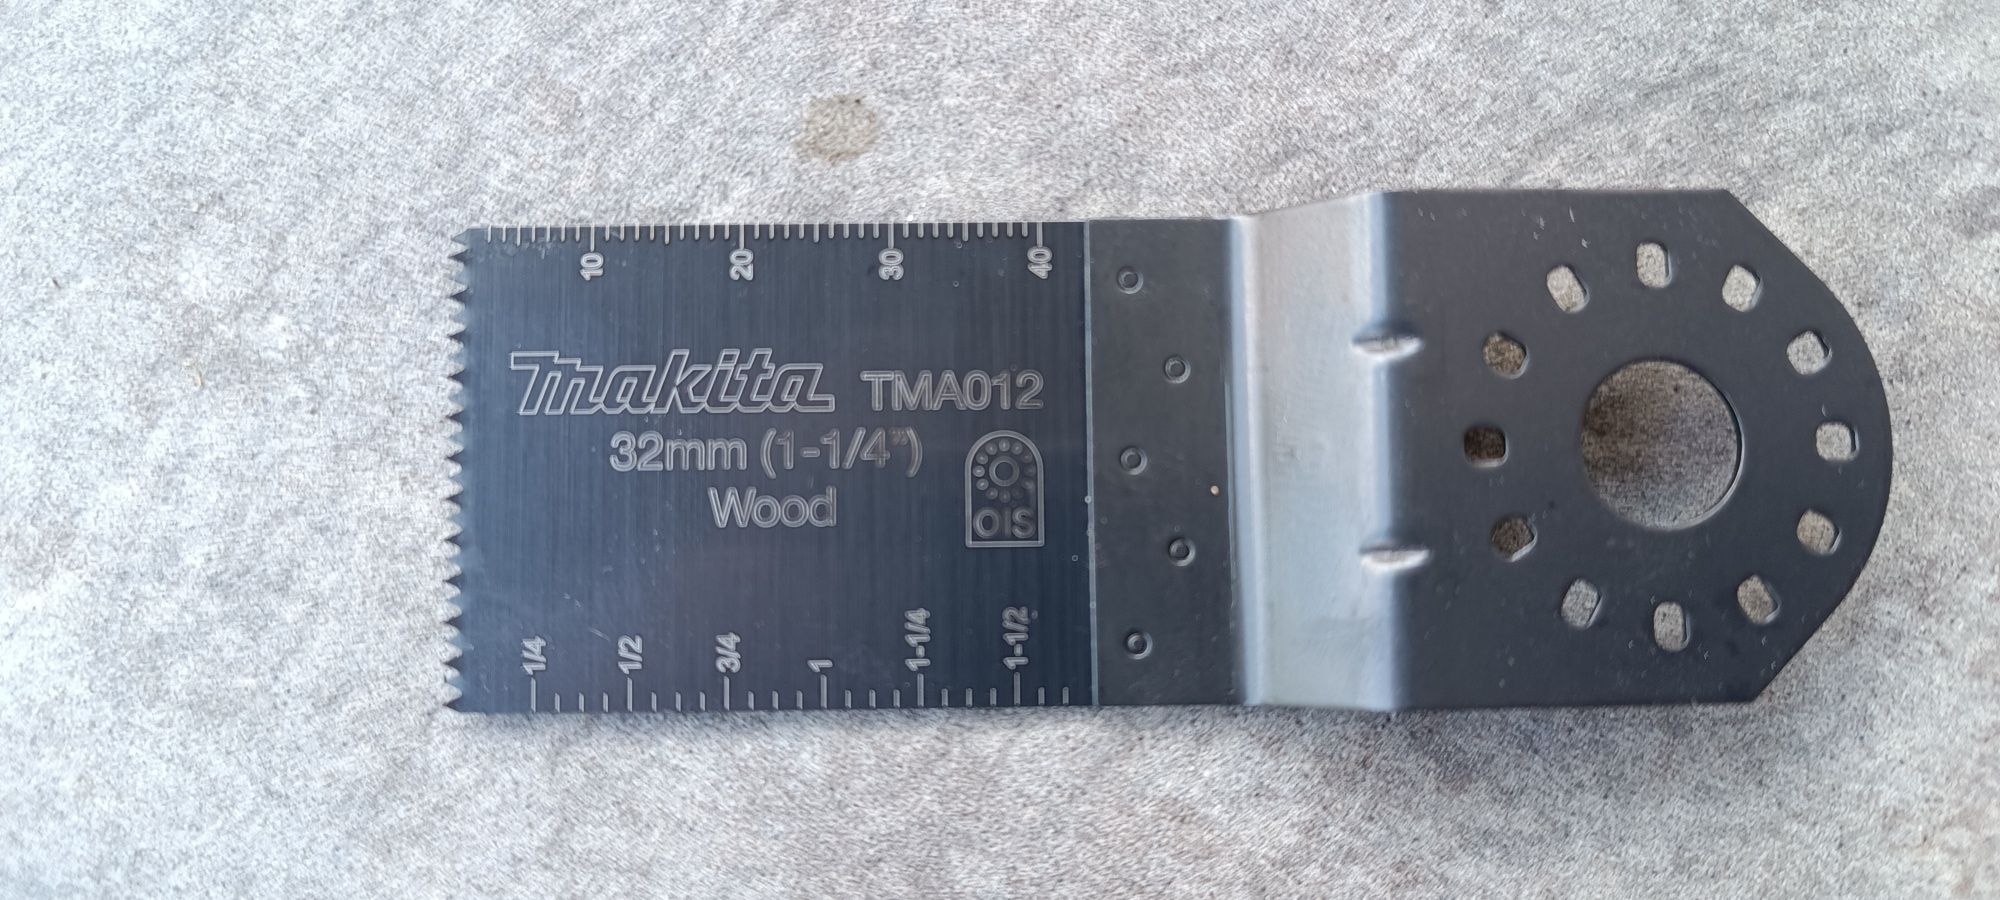 10 20 30 40
makita TMA012
32mm (1-1/4")
Wood
OIS
1/4 1/2 3/4 1 1-1/4 1-1/2